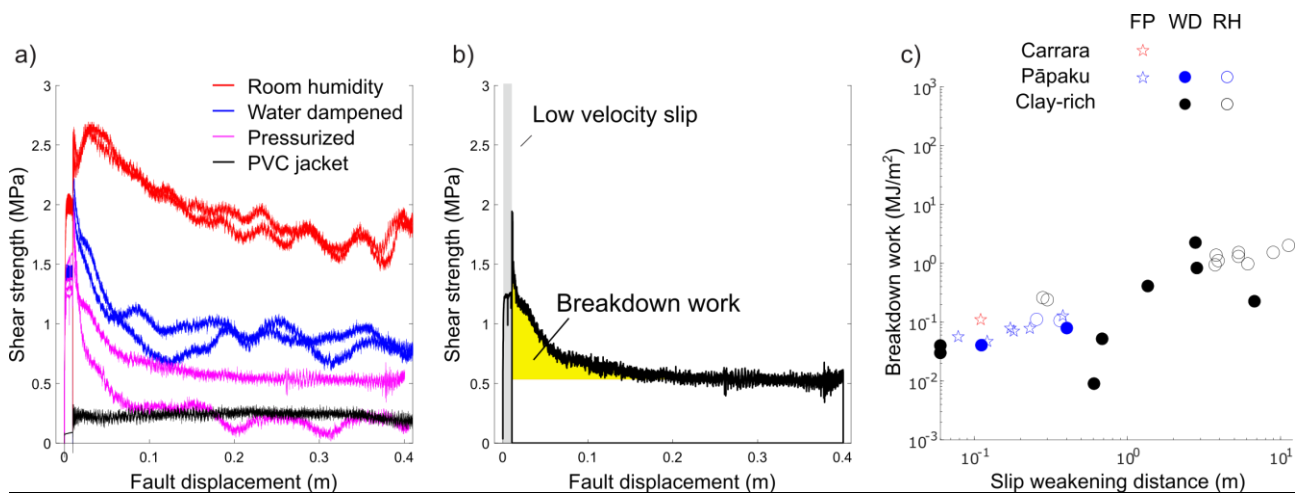 a)
Room humidity
Water dampened
Pressurized
PVC jacket
3
2.5
2
1.5
1
0.5
0
Shear strength (MPa)
0 0.1 0.2 0.3 0.4
Fault displacement (m)
b)
Low velocity slip
Breakdown work
3
2.5
2
1.5
1
0.5
0
Shear strength (MPa)
0 0.1 0.2 0.3 0.4
Fault displacement (m)
c)
FP WD RH
Carrara
Pāpaku
Clay-rich
10³
10²
10¹
10⁰
10⁻¹
10⁻²
10⁻³
Breakdown work (MJ/m²)
10⁻¹ 10⁰ 10¹
Slip weakening distance (m)